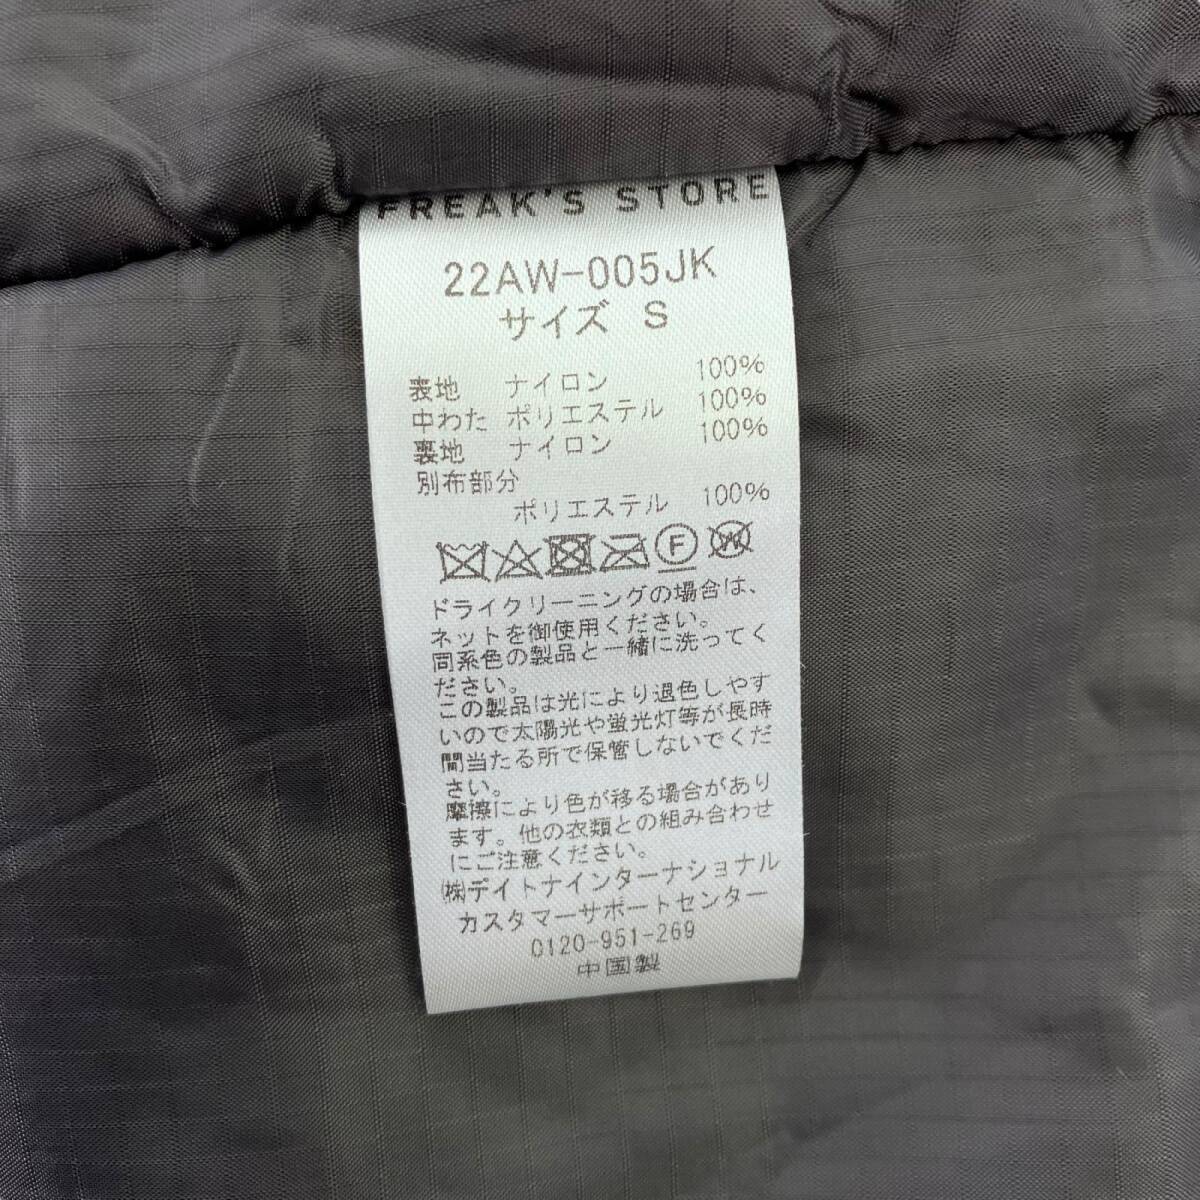 FREAK'S STORE
22AW-005JK
サイズ S
表地 ナイロン 100%
中わた ポリエステル 100%
裏地 ナイロン 100%
別布部分
ポリエステル 100%
F W
ドライクリーニングの場合は、
ネットを御使用ください。
同系色の製品と一緒に洗ってく
ださい。
この製品は光により退色しやす
いので太陽光や蛍光灯等が長時
間当たる所で保管しないでくだ
さい。
摩擦により色が移る場合があり
ます。他の衣類との組み合わせ
にご注意ください。
㈱デイトナインターナショナル
カスタマーサポートセンター
0120-951-269
中国製